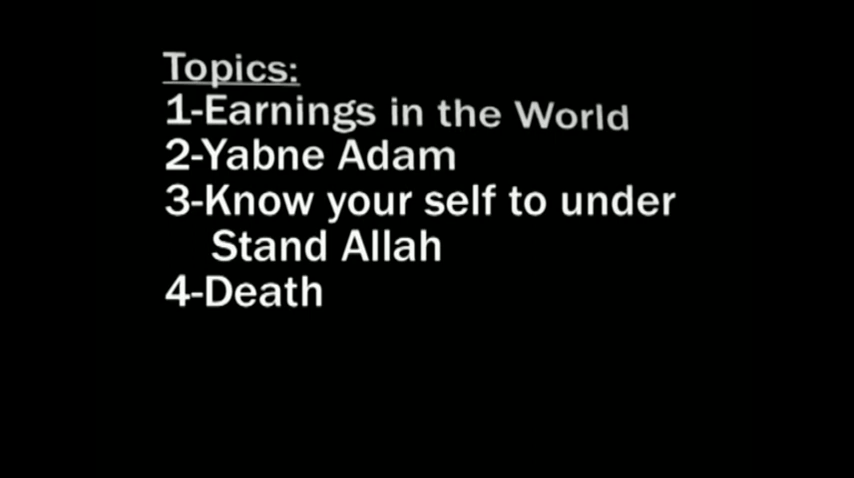 Topics:
1-Earnings in the World
2-Yabne Adam
3-Know your self to under
Stand Allah
4-Death